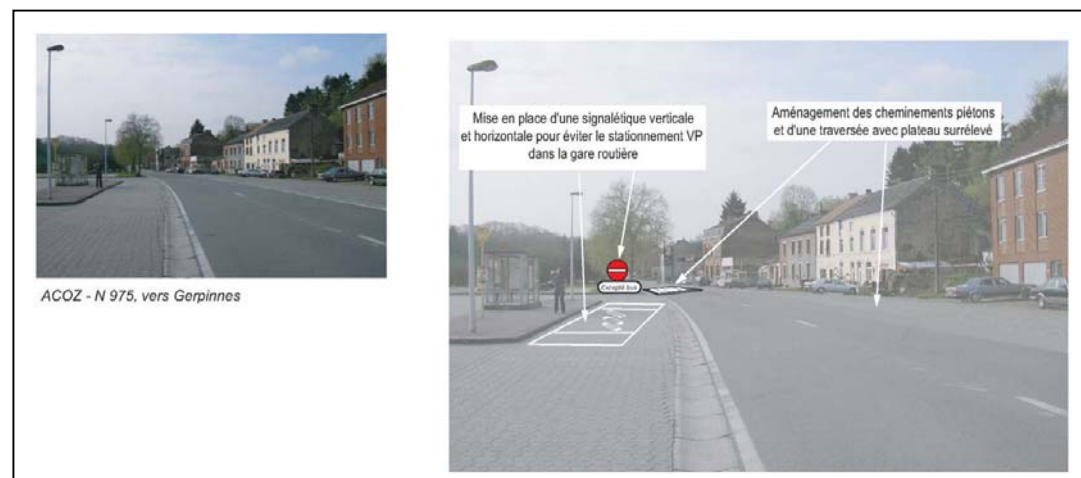 ACOZ - N 975, vers Gerpinnes
Mise en place d'une signalétique verticale
et horizontale pour éviter le stationnement VP
dans la gare routière
Aménagement des cheminements piétons
et d'une traversée avec plateau surrélevé
Excepté bus